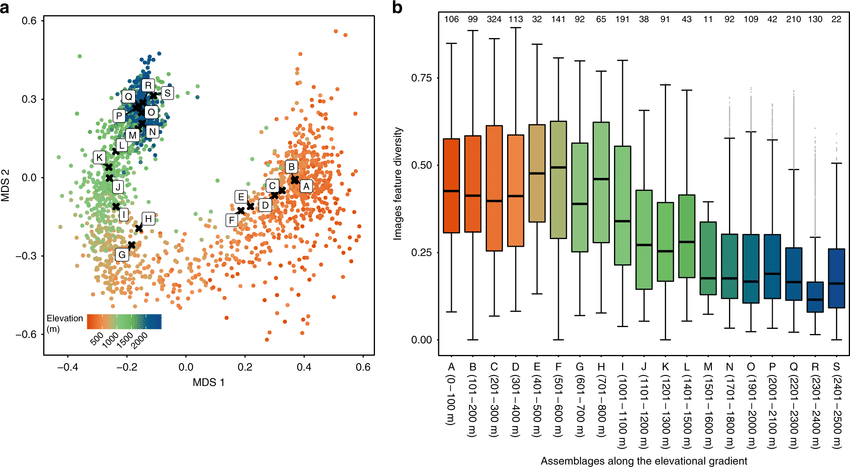 a
MDS 2
0.6
0.3
0.0
−0.3
−0.6
R
Q
S
P
O
M
N
L
K
J
I
H
G
B
C
A
E
D
F
Elevation
(m)
500
1000
1500
2000
−0.4
−0.2
0.0
0.2
0.4
0.6
MDS 1
b
106 99 324 113 32 141 92 65 191 38 91 43 11 92 109 42 210 130 22
Images feature diversity
0.75
0.50
0.25
0.00
A (0−100 m)
B (101−200 m)
C (201−300 m)
D (301−400 m)
E (401−500 m)
F (501−600 m)
G (601−700 m)
H (701−800 m)
I (1001−1100 m)
J (1101−1200 m)
K (1201−1300 m)
L (1401−1500 m)
M (1501−1600 m)
N (1701−1800 m)
O (1901−2000 m)
P (2001−2100 m)
Q (2201−2300 m)
R (2301−2400 m)
S (2401−2500 m)
Assemblages along the elevational gradient